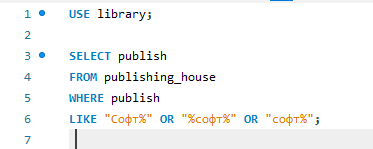 1 USE library;
2
3 SELECT publish
4 FROM publishing_house
5 WHERE publish
6 LIKE "Софт%" OR "%софт%" OR "софт%";
7